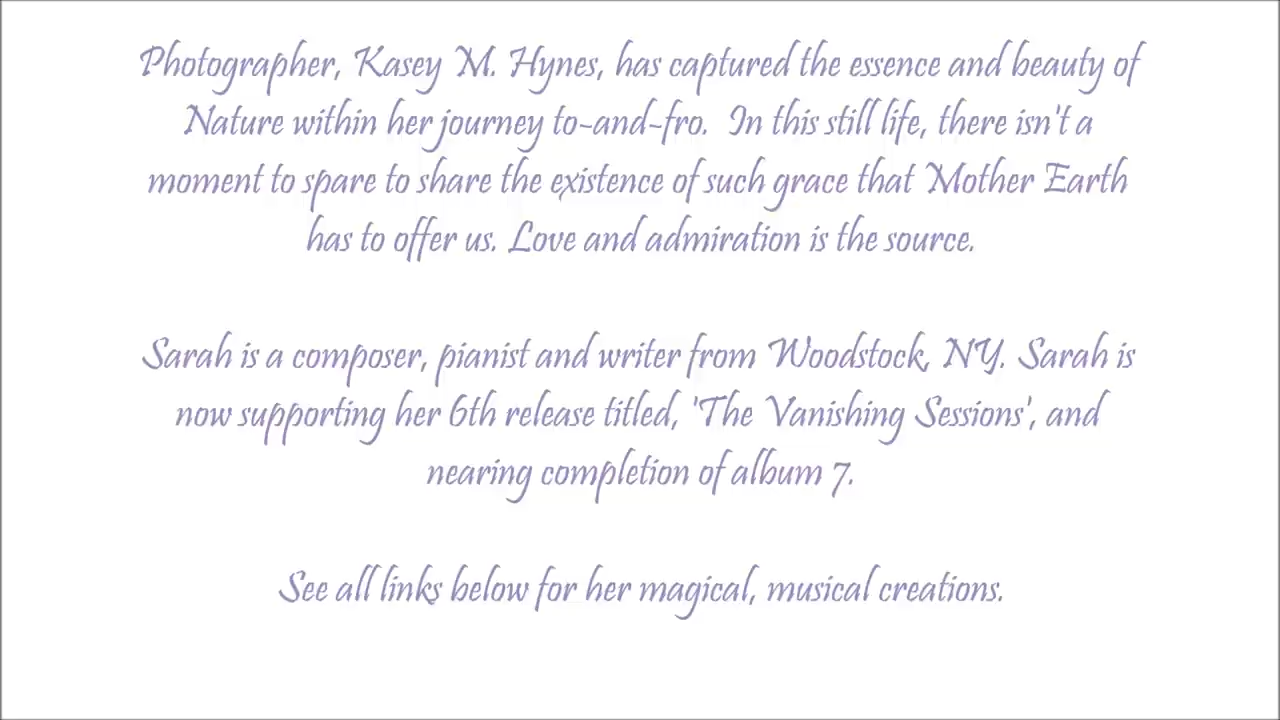 Photographer, Kasey M. Hynes, has captured the essence and beauty of
Nature within her journey to-and-fro.  In this still life, there isn't a
moment to spare to share the existence of such grace that Mother Earth
has to offer us. Love and admiration is the source.
Sarah is a composer, pianist and writer from Woodstock, NY. Sarah is
now supporting her 6th release titled, 'The Vanishing Sessions', and
nearing completion of album 7.
See all links below for her magical, musical creations.